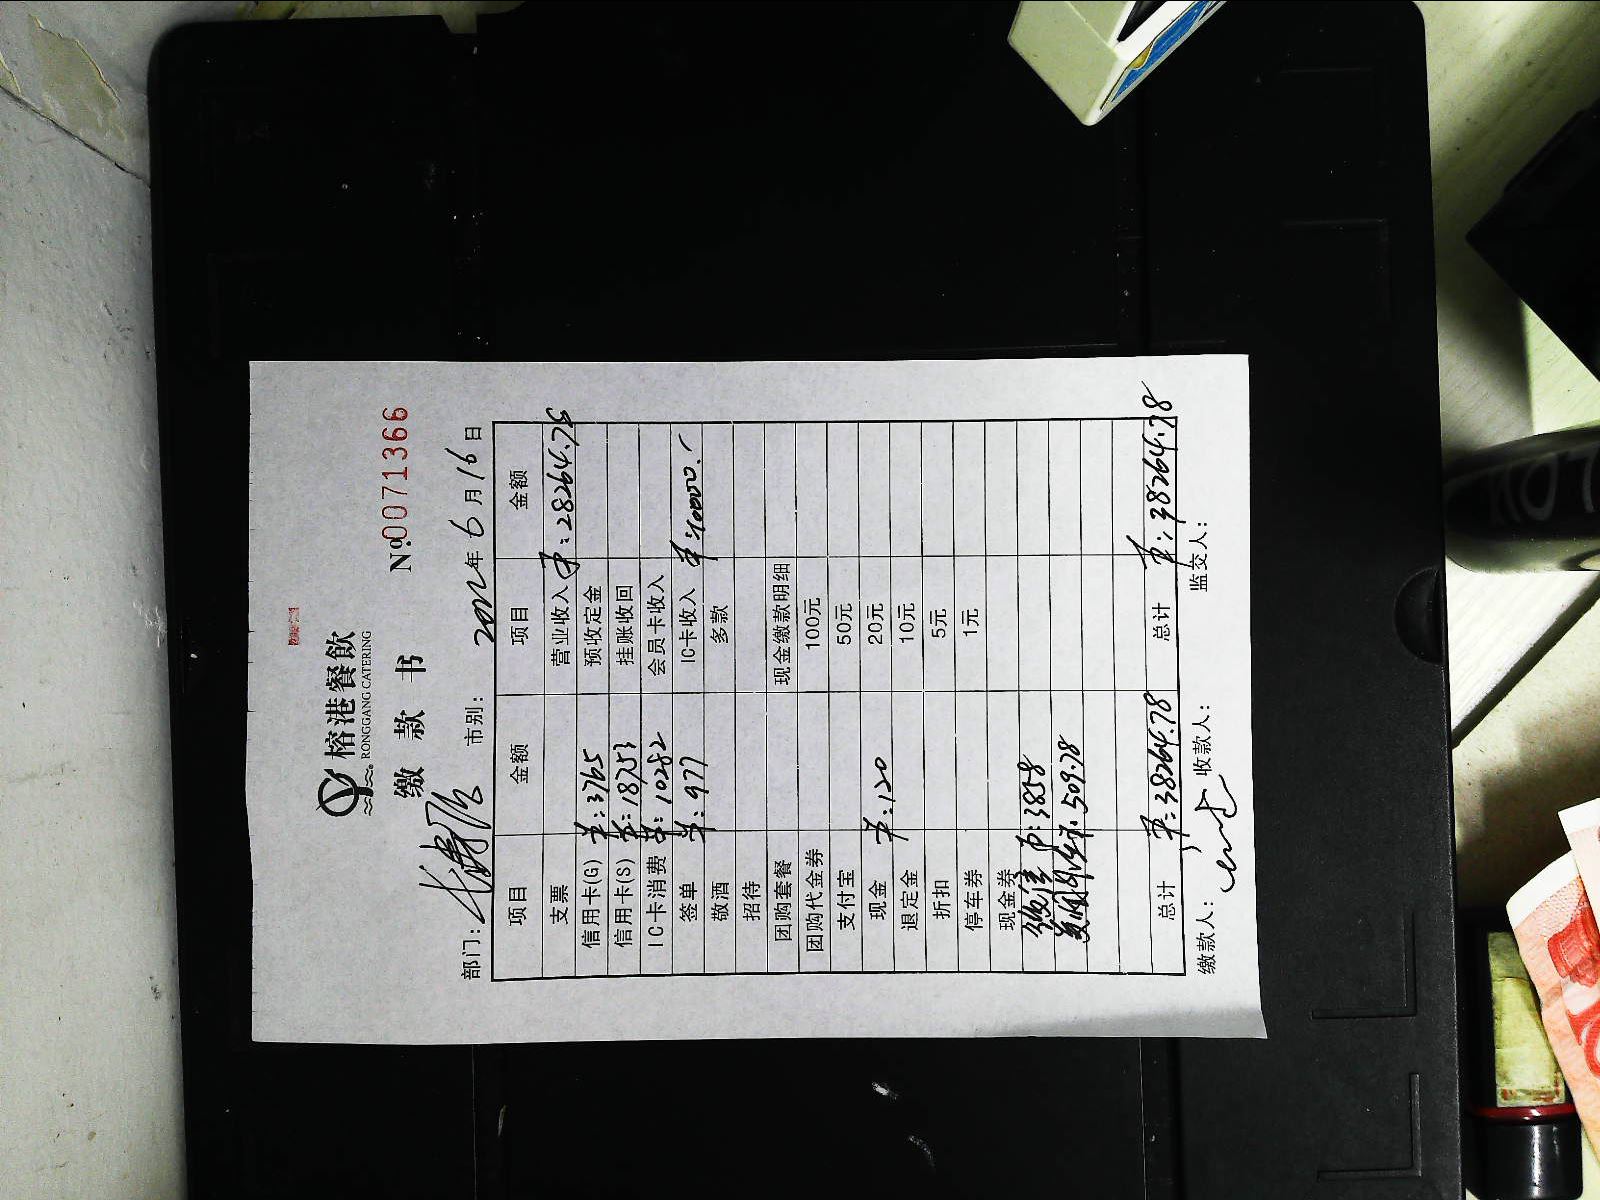 榕港餐飲
RONGGANG CATERING
缴 款 书
№0071366
部门：
市别：
2022年6月16日
项目 金额 项目 金额
支票 营业收入 ¥:28264.78
信用卡(G) ¥:3765 预收定金
信用卡(S) ¥:18753 挂账收回
IC卡消费 ¥:10282 会员卡收入
签单 ¥:977 IC卡收入 ¥:10000.
敬酒 多款
招待
团购套餐 现金缴款明细
团购代金券 100元
支付宝 50元
现金 ¥:120 20元
退定金 10元
折扣 5元
停车券 1元
现金券
¥:3858
509.78
总计 ¥:38264.78 总计 ¥:38264.78
缴款人： 收款人： 监交人：